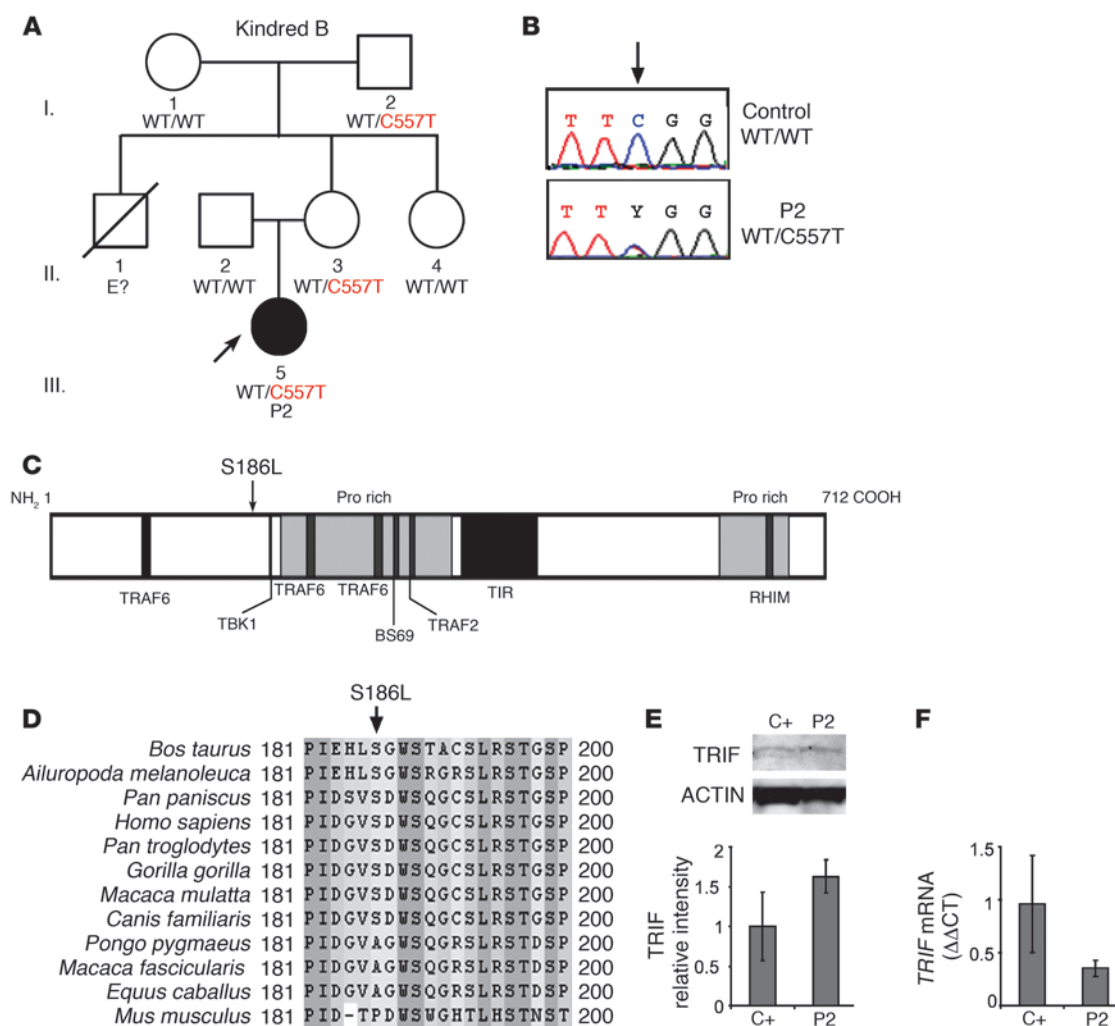 A
Kindred B
I.
1
WT/WT
2
WT/C557T
II.
1
E?
2
WT/WT
3
WT/C557T
4
WT/WT
III.
5
WT/C557T
P2
B
T T C G G
Control
WT/WT
T T Y G G
P2
WT/C557T
C
S186L
NH2 1
Pro rich
Pro rich
712 COOH
TRAF6
TBK1
TRAF6
TRAF6
BS69
TRAF2
TIR
RHIM
D
S186L
Bos taurus 181 PIEHLSGWSTACSLRSTGSP 200
Ailuropoda melanoleuca 181 PIEHLSGWSRGRSLRSTGSP 200
Pan paniscus 181 PIDSVSDWSQGCSLRSTGSP 200
Homo sapiens 181 PIDGVSDWSQGCSLRSTGSP 200
Pan troglodytes 181 PIDGVSDWSQGCSLRSTGSP 200
Gorilla gorilla 181 PIDGVSDWSQGCSLRSTGSP 200
Macaca mulatta 181 PIDGVSDWSQGCSLRSTGSP 200
Canis familiaris 181 PIDGVSDWSQGCSLRSTGSP 200
Pongo pygmaeus 181 PIDGVAGWSQGRSLRSTDSP 200
Macaca fascicularis 181 PIDGVAGWSQGRSLRSTDSP 200
Equus caballus 181 PIDGVAGWSQGRSLRSTDSP 200
Mus musculus 181 PID-TPDWSWGHTLHSTNST 200
E
C+ P2
TRIF
ACTIN
TRIF
relative intensity
2
1.5
1
0.5
0
C+ P2
F
TRIF mRNA
(ΔΔCT)
1.5
1
0.5
0
C+ P2